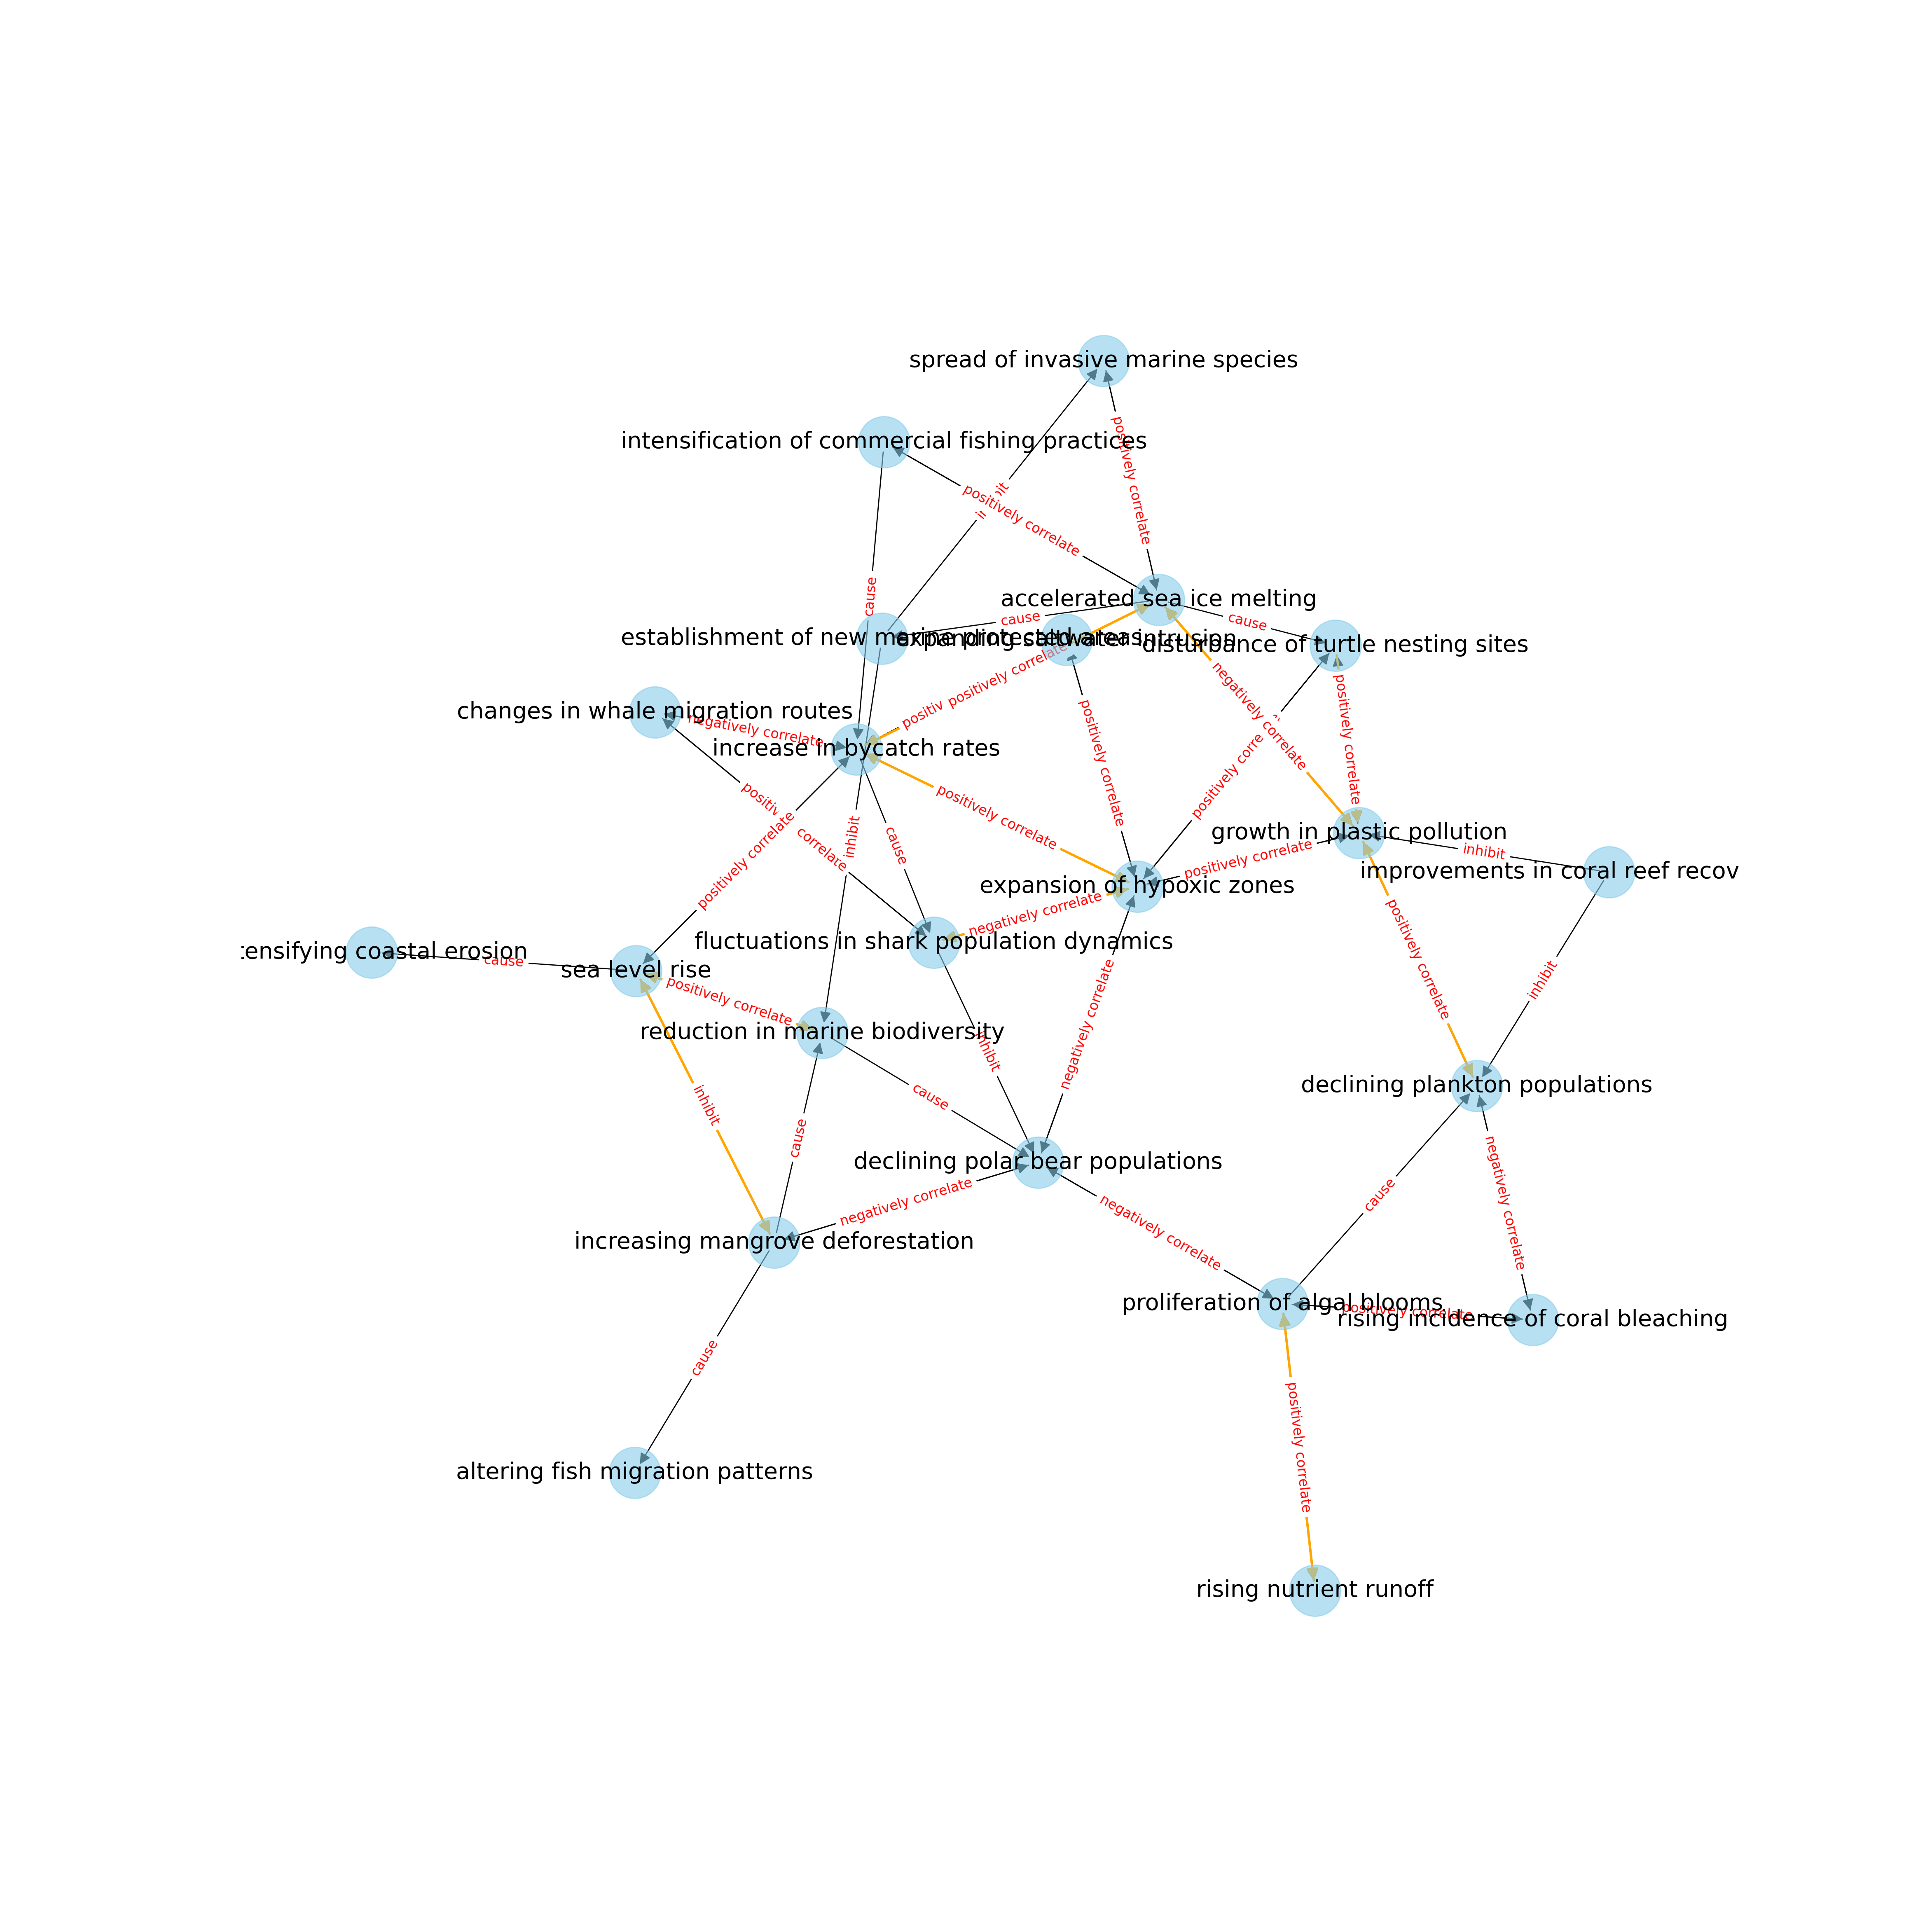 spread of invasive marine species
intensification of commercial fishing practices
positively correlate
positively correlate
cause
accelerated sea ice melting
cause
cause
establishment of new marine protected areas
expanding saltwater intrusion
disturbance of turtle nesting sites
positively correlate
positiv
negatively correlate
positively correlate
changes in whale migration routes
negatively correlate
increase in bycatch rates
positively correlate
positively corre
positively correlate
positi
correlate
positively correlate
inhibit
cause
growth in plastic pollution
inhibit
positively correlate
improvements in coral reef recov
expansion of hypoxic zones
negatively correlate
positively correlate
fluctuations in shark population dynamics
tensifying coastal erosion
cause
sea level rise
positively correlate
inhibit
negatively correlate
reduction in marine biodiversity
inhibit
cause
inhibit
declining plankton populations
cause
declining polar bear populations
negatively correlate
cause
negatively correlate
negatively correlate
increasing mangrove deforestation
proliferation of algal blooms
positively correlate
rising incidence of coral bleaching
cause
positively correlate
altering fish migration patterns
rising nutrient runoff